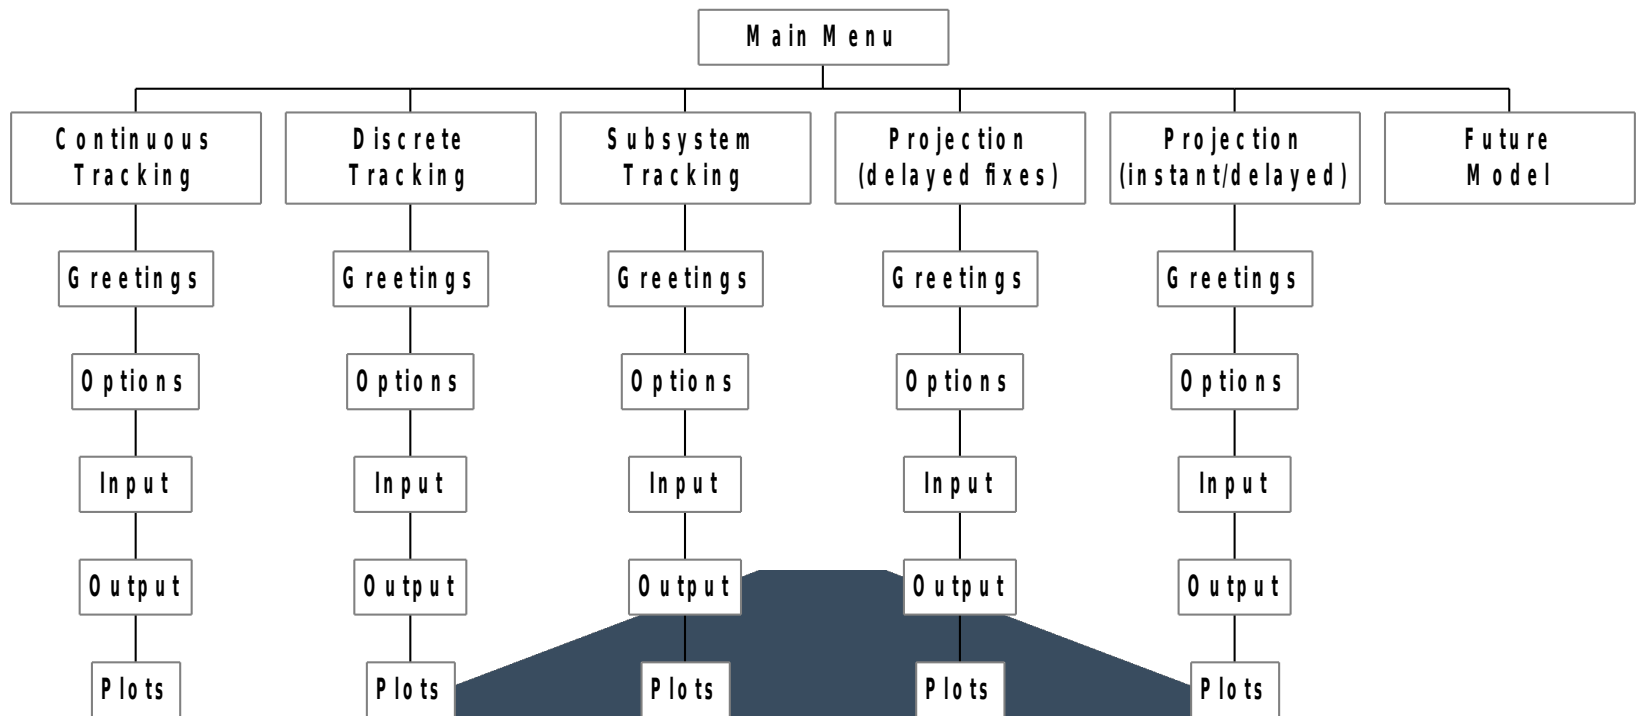 Main Menu
Continuous
Tracking
Discrete
Tracking
Subsystem
Tracking
Projection
(delayed fixes)
Projection
(instant/delayed)
Future
Model
Greetings
Greetings
Greetings
Greetings
Greetings
Options
Options
Options
Options
Options
Input
Input
Input
Input
Input
Output
Output
Output
Output
Output
Plots
Plots
Plots
Plots
Plots